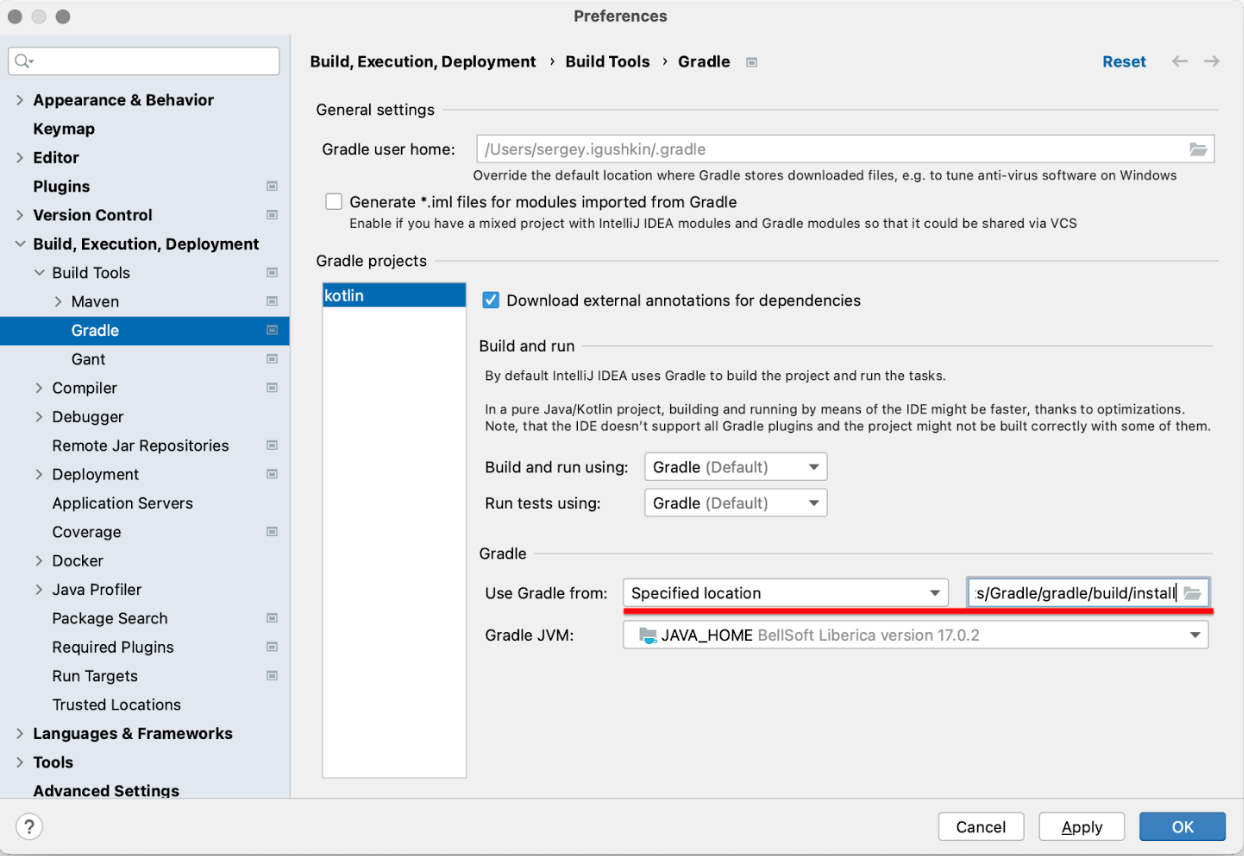 Preferences
Build, Execution, Deployment › Build Tools › Gradle
Reset
Appearance & Behavior
Keymap
Editor
Plugins
Version Control
Build, Execution, Deployment
Build Tools
Maven
Gradle
Gant
Compiler
Debugger
Remote Jar Repositories
Deployment
Application Servers
Coverage
Docker
Java Profiler
Package Search
Required Plugins
Run Targets
Trusted Locations
Languages & Frameworks
Tools
Advanced Settings
General settings
Gradle user home: /Users/sergey.igushkin/.gradle
Override the default location where Gradle stores downloaded files, e.g. to tune anti-virus software on Windows
Generate *.iml files for modules imported from Gradle
Enable if you have a mixed project with IntelliJ IDEA modules and Gradle modules so that it could be shared via VCS
Gradle projects
kotlin
Download external annotations for dependencies
Build and run
By default IntelliJ IDEA uses Gradle to build the project and run the tasks.
In a pure Java/Kotlin project, building and running by means of the IDE might be faster, thanks to optimizations.
Note, that the IDE doesn't support all Gradle plugins and the project might not be built correctly with some of them.
Build and run using: Gradle (Default)
Run tests using: Gradle (Default)
Gradle
Use Gradle from: Specified location s/Gradle/gradle/build/install
Gradle JVM: JAVA_HOME BellSoft Liberica version 17.0.2
? Cancel Apply OK